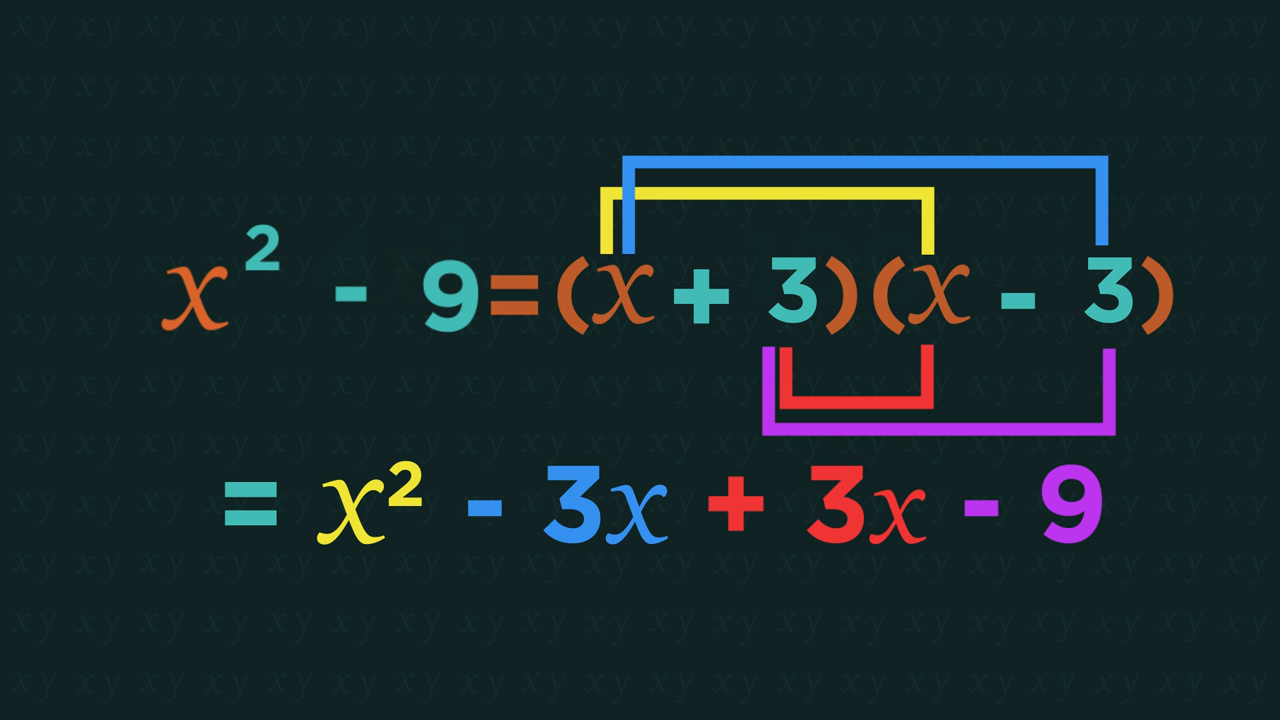 x² - 9=(x + 3)(x - 3)
= x² - 3x + 3x - 9